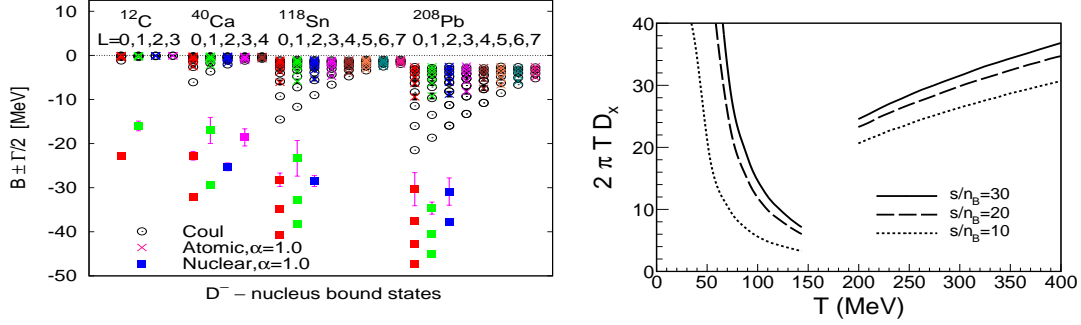 ¹²C ⁴⁰Ca ¹¹⁸Sn ²⁰⁸Pb
L=0,1,2,3 0,1,2,3,4 0,1,2,3,4,5,6,7 0,1,2,3,4,5,6,7
10
0
-10
-20
-30
-40
-50
B ± Γ/2 [MeV]
Coul
Atomic,α=1.0
Nuclear,α=1.0
D⁻ − nucleus bound states
40
30
20
10
0
2 π T Dₓ
s/n_B=30
s/n_B=20
s/n_B=10
0 50 100 150 200 250 300 350 400
T (MeV)